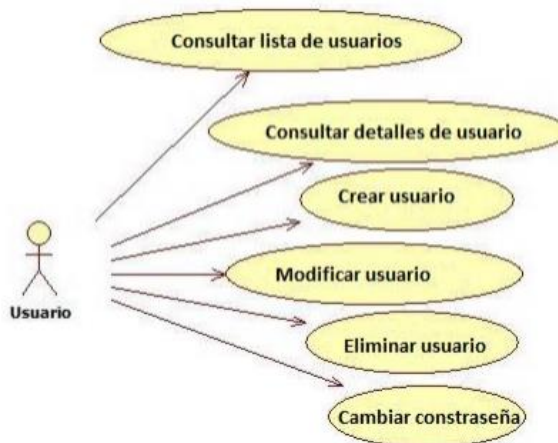 Consultar lista de usuarios
Consultar detalles de usuario
Crear usuario
Modificar usuario
Usuario
Eliminar usuario
Cambiar constraseña